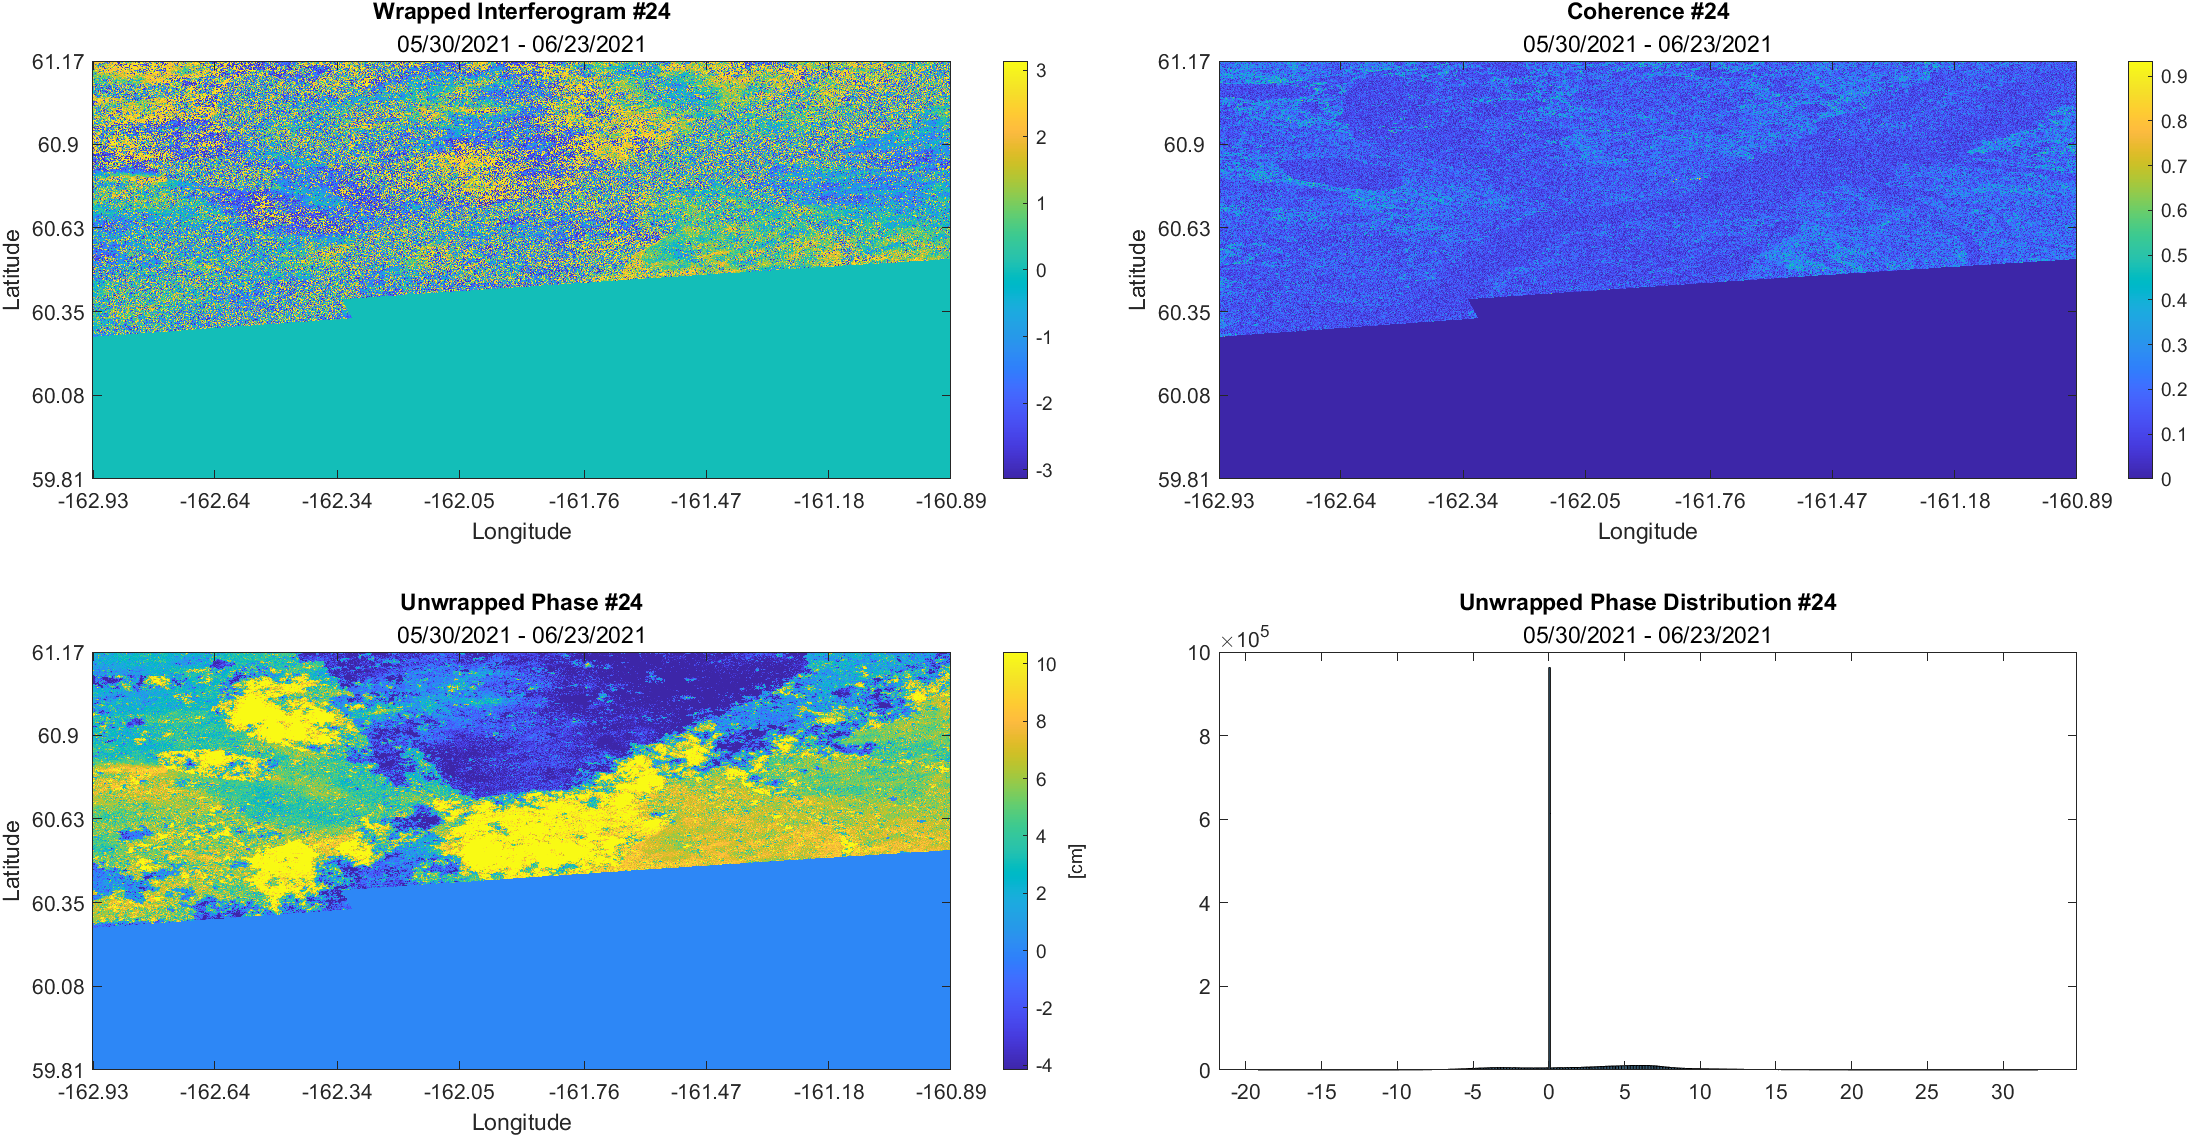 Wrapped Interferogram #24
05/30/2021 - 06/23/2021
61.17
60.9
60.63
60.35
60.08
59.81
Latitude
-162.93 -162.64 -162.34 -162.05 -161.76 -161.47 -161.18 -160.89
Longitude
3
2
1
0
-1
-2
-3
Coherence #24
05/30/2021 - 06/23/2021
61.17
60.9
60.63
60.35
60.08
59.81
Latitude
-162.93 -162.64 -162.34 -162.05 -161.76 -161.47 -161.18 -160.89
Longitude
0.9
0.8
0.7
0.6
0.5
0.4
0.3
0.2
0.1
0
Unwrapped Phase #24
05/30/2021 - 06/23/2021
61.17
60.9
60.63
60.35
60.08
59.81
Latitude
-162.93 -162.64 -162.34 -162.05 -161.76 -161.47 -161.18 -160.89
Longitude
10
8
6
4
2
0
-2
-4
[cm]
Unwrapped Phase Distribution #24
05/30/2021 - 06/23/2021
×10⁵
10
8
6
4
2
0
-20 -15 -10 -5 0 5 10 15 20 25 30